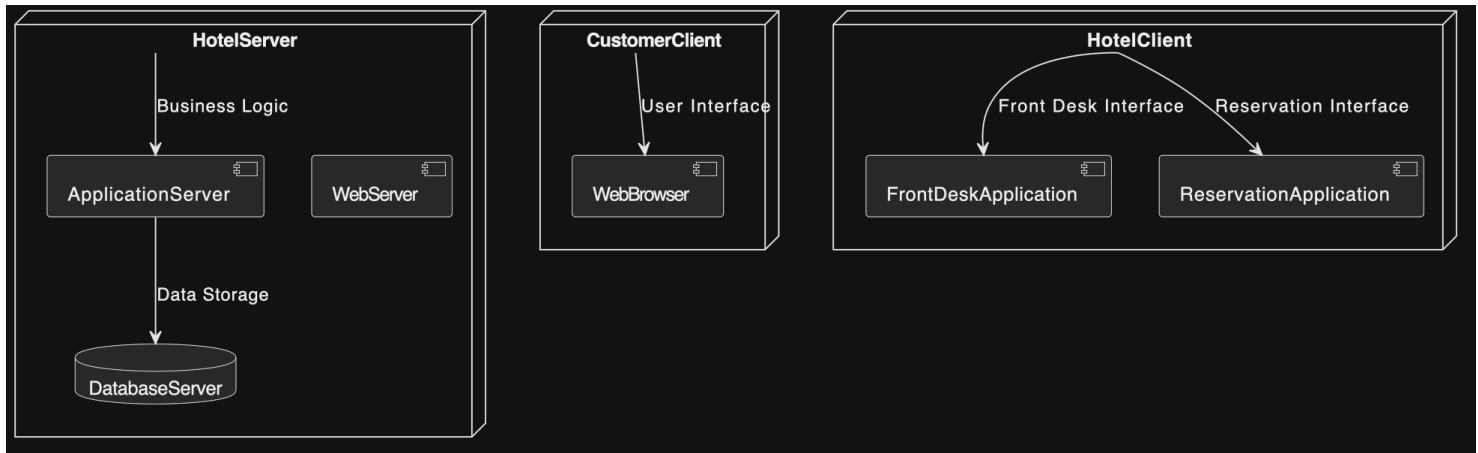 HotelServer
Business Logic
ApplicationServer
WebServer
Data Storage
DatabaseServer
CustomerClient
User Interface
WebBrowser
HotelClient
Front Desk Interface
Reservation Interface
FrontDeskApplication
ReservationApplication